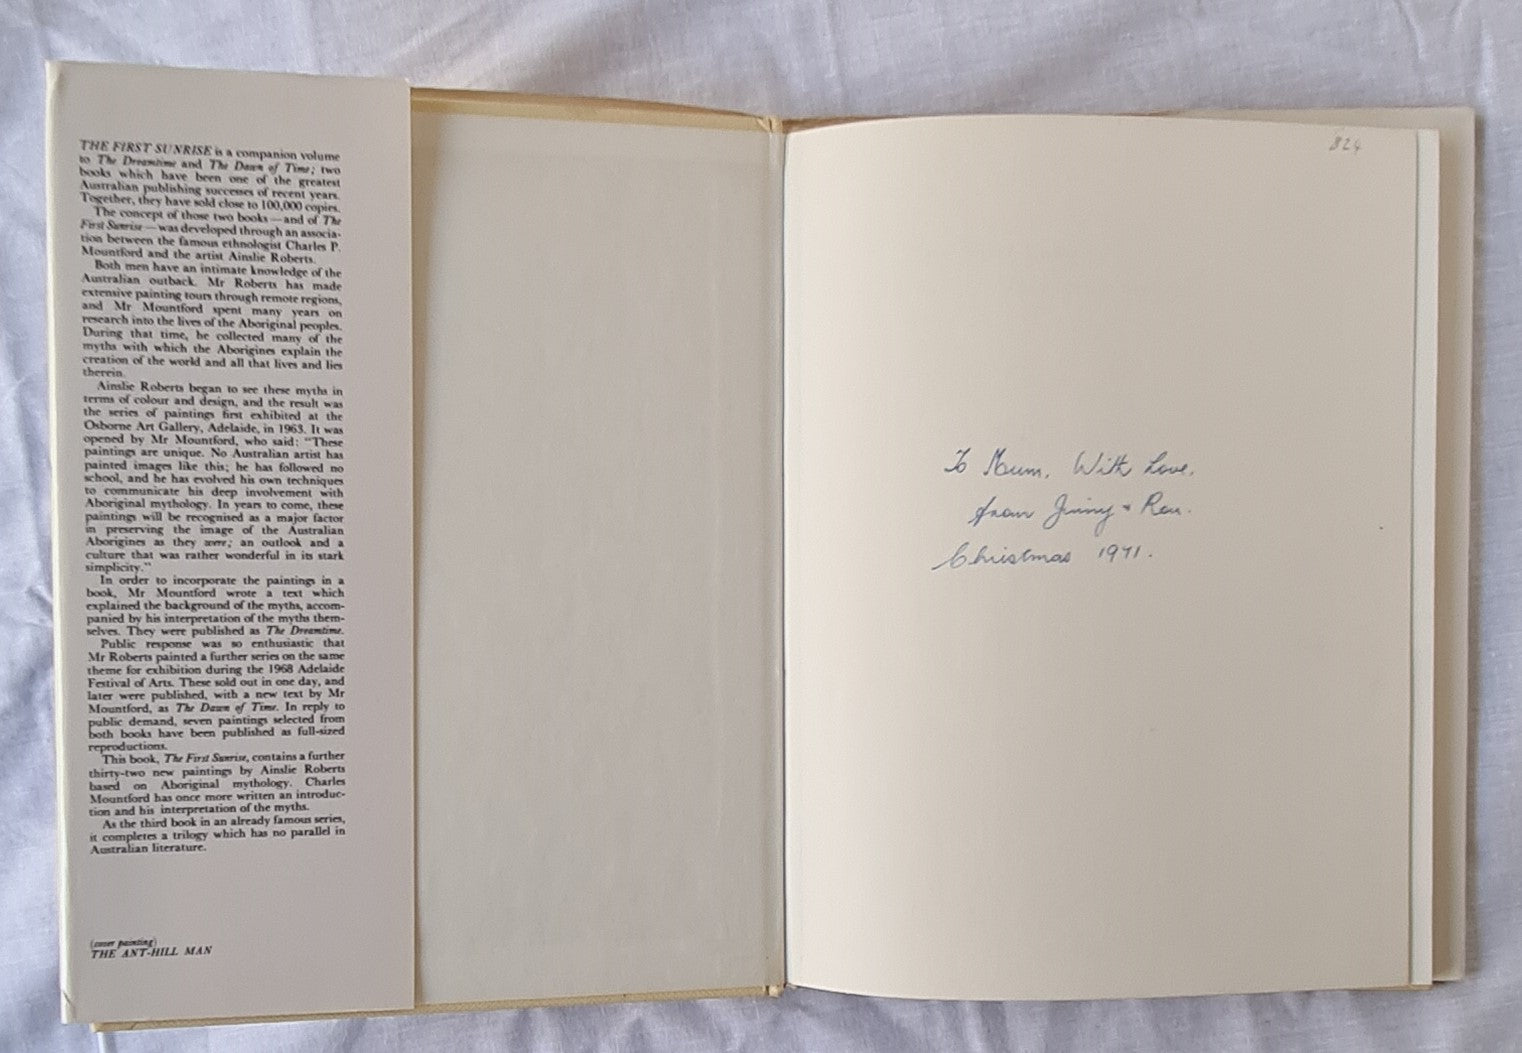 THE FIRST SUNRISE is a companion volume
to The Dreamtime and The Dawn of Time; two
books which have been one of the greatest
Australian publishing successes of recent years.
Together, they have sold close to 100,000 copies.
The concept of those two books—and of The
First Sunrise—was developed through an associa-
tion between the famous ethnologist Charles P.
Mountford and the artist Ainslie Roberts.
Both men have an intimate knowledge of the
Australian outback. Mr Roberts has made
extensive painting tours through remote regions,
and Mr Mountford spent many years on
research into the lives of the Aboriginal peoples.
During that time, he collected many of the
myths with which the Aborigines explain the
creation of the world and all that lives and lies
therein.
Ainslie Roberts began to see these myths in
terms of colour and design, and the result was
the series of paintings first exhibited at the
Osborne Art Gallery, Adelaide, in 1963. It was
opened by Mr Mountford, who said: "These
paintings are unique. No Australian artist has
painted images like this; he has followed no
school, and he has evolved his own techniques
to communicate his deep involvement with
Aboriginal mythology. In years to come, these
paintings will be recognised as a major factor
in preserving the image of the Australian
Aborigines as they were; an outlook and a
culture that was rather wonderful in its stark
simplicity."
In order to incorporate the paintings in a
book, Mr Mountford wrote a text which
explained the background of the myths, accom-
panied by his interpretation of the myths them-
selves. They were published as The Dreamtime.
Public response was so enthusiastic that
Mr Roberts painted a further series on the same
theme for exhibition during the 1968 Adelaide
Festival of Arts. These sold out in one day, and
later were published, with a new text by Mr
Mountford, as The Dawn of Time. In reply to
public demand, seven paintings selected from
both books have been published as full-sized
reproductions.
This book, The First Sunrise, contains a further
thirty-two new paintings by Ainslie Roberts
based on Aboriginal mythology. Charles
Mountford has once more written an introduc-
tion and his interpretation of the myths.
As the third book in an already famous series,
it completes a trilogy which has no parallel in
Australian literature.
(cover painting)
THE ANT-HILL MAN
824
To Mum, With Love.
from &
Christmas 1971.